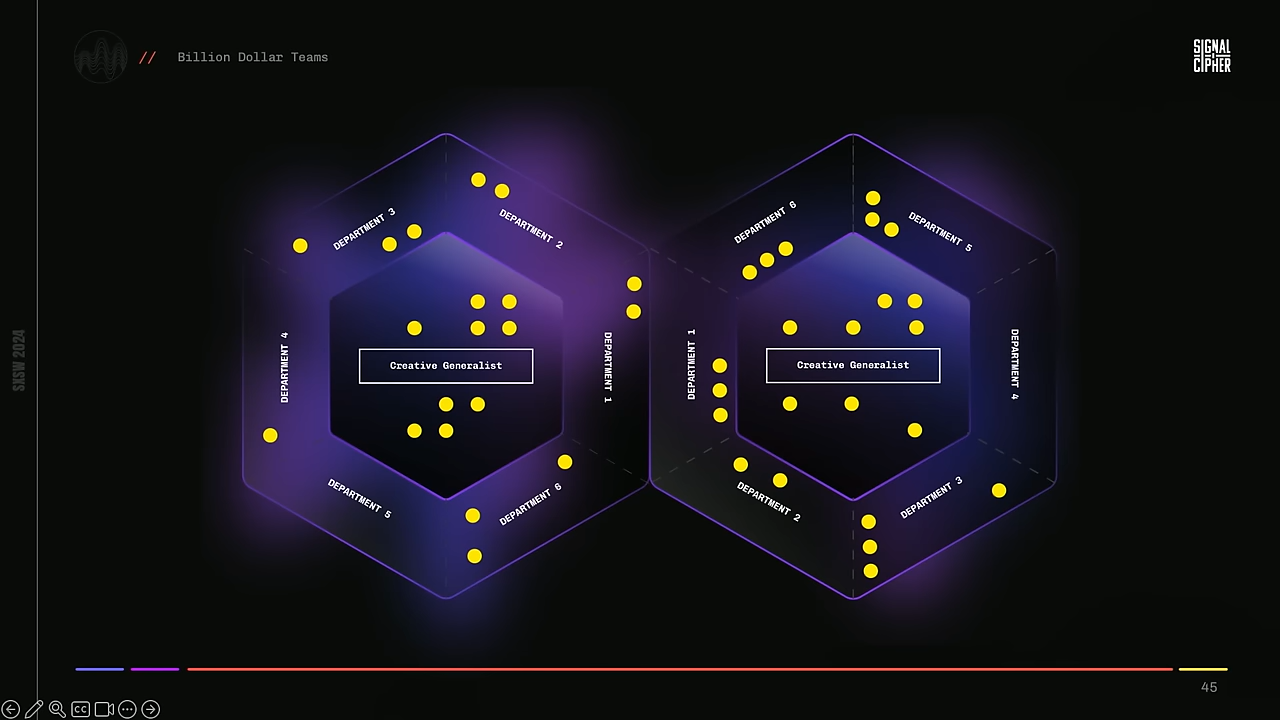 // Billion Dollar Teams
SIGNAL
CIPHER
SXSW 2024
DEPARTMENT 3
DEPARTMENT 2
DEPARTMENT 4
DEPARTMENT 1
Creative Generalist
DEPARTMENT 5
DEPARTMENT 6
DEPARTMENT 6
DEPARTMENT 5
DEPARTMENT 1
DEPARTMENT 4
Creative Generalist
DEPARTMENT 2
DEPARTMENT 3
45
CC